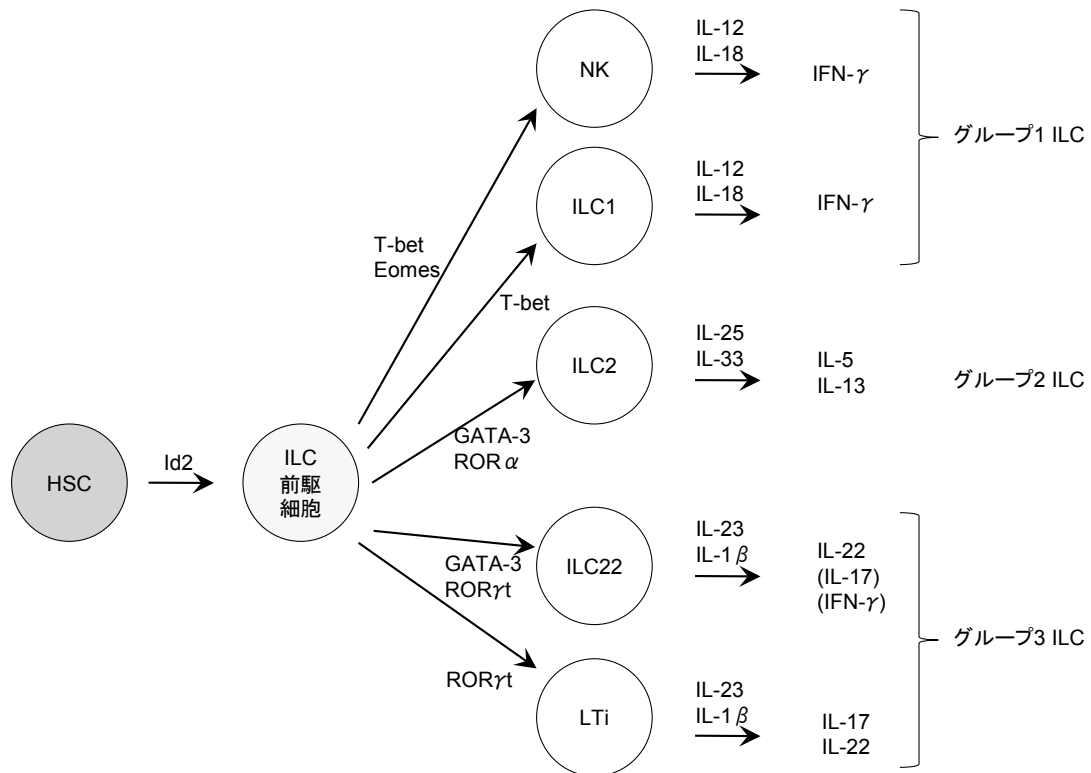 IL-12
IL-18
NK
IFN-γ
グループ1 ILC
IL-12
IL-18
ILC1
IFN-γ
T-bet
Eomes
T-bet
IL-25
IL-33
ILC2
IL-5
IL-13
グループ2 ILC
GATA-3
ROR α
HSC
Id2
ILC
前駆
細胞
IL-23
IL-1 β
ILC22
IL-22
(IL-17)
(IFN-γ)
GATA-3
RORγt
グループ3 ILC
RORγt
IL-23
IL-1 β
LTi
IL-17
IL-22